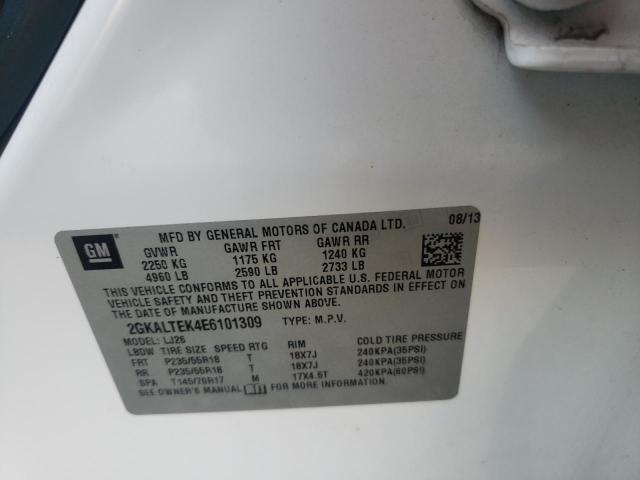 GM
MFD BY GENERAL MOTORS OF CANADA LTD. 08/13
GVWR GAWR FRT GAWR RR
2250 KG 1175 KG 1240 KG
4960 LB 2590 LB 2733 LB
THIS VEHICLE CONFORMS TO ALL APPLICABLE U.S. FEDERAL MOTOR
VEHICLE SAFETY AND THEFT PREVENTION STANDARDS IN EFFECT ON
THE DATE OF MANUFACTURE SHOWN ABOVE.
2GKALTEK4E6101309 TYPE: M.P.V.
MODEL: LJ26
LBDW TIRE SIZE SPEED RTG RIM COLD TIRE PRESSURE
FRT P235/55R18 T 18X7J 240KPA(35PSI)
RR P235/55R18 T 18X7J 240KPA(35PSI)
SPA T145/70R17 M 17X4.5T 420KPA(60PSI)
SEE OWNER'S MANUAL FOR MORE INFORMATION.